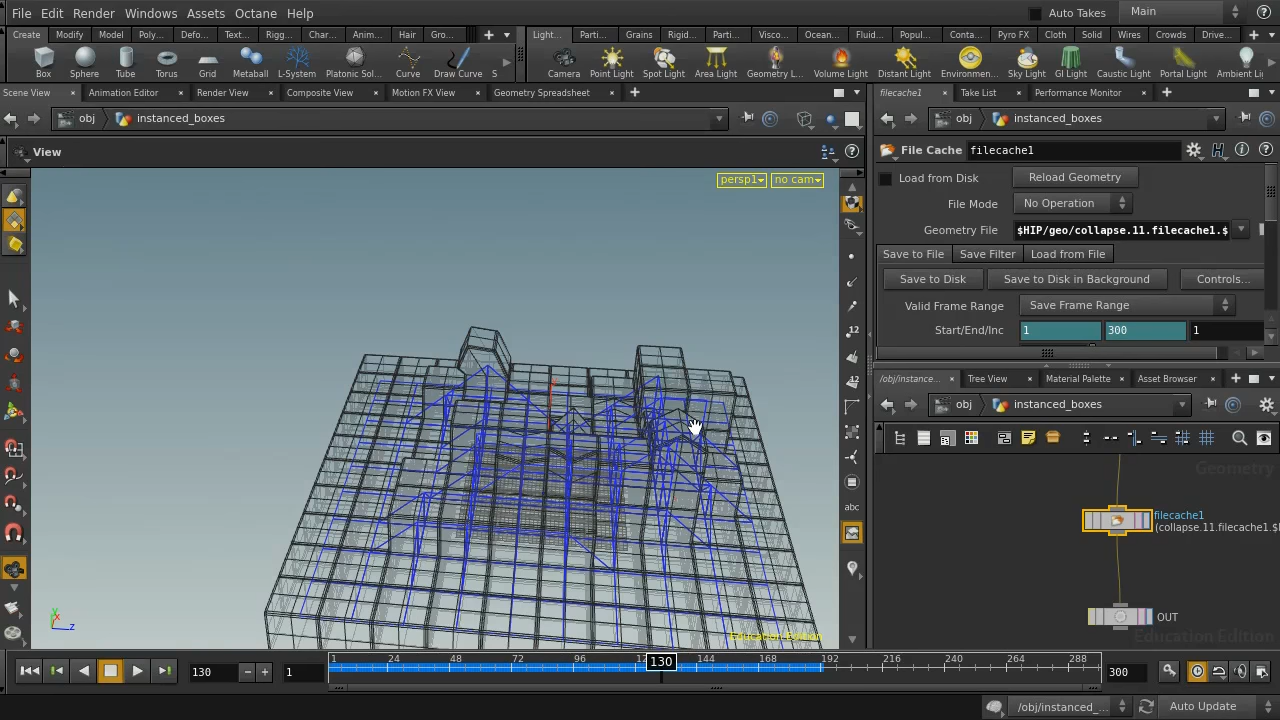 File Edit Render Windows Assets Octane Help
Auto Takes Main
Create Modify Model Poly... Defo... Text... Rigg... Char... Anim... Hair Gro...
Light... Parti... Grains Rigid... Parti... Visco... Ocean... Fluid... Popul... Conta... Pyro FX Cloth Solid Wires Crowds Drive...
Box Sphere Tube Torus Grid Metaball L-System Platonic Sol... Curve Draw Curve S
Camera Point Light Spot Light Area Light Geometry L... Volume Light Distant Light Environmen... Sky Light GI Light Caustic Light Portal Light Ambient Li
Scene View Animation Editor Render View Composite View Motion FX View Geometry Spreadsheet
filecache1 Take List Performance Monitor
obj instanced_boxes
obj instanced_boxes
View
File Cache filecache1
persp1 no cam
Load from Disk Reload Geometry
File Mode No Operation
Geometry File $HIP/geo/collapse.11.filecache1.$
Save to File Save Filter Load from File
Save to Disk Save to Disk in Background Controls...
Valid Frame Range Save Frame Range
Start/End/Inc 1 300 1
12
12
abc
/obj/instance... Tree View Material Palette Asset Browser
obj instanced_boxes
Geometry
filecache1
(collapse.11.filecache1.$
OUT
Education Edition
Education Edition
y x z
130 1
1 24 48 72 96 130 144 168 192 216 240 264 288
300
/obj/instanced_... Auto Update